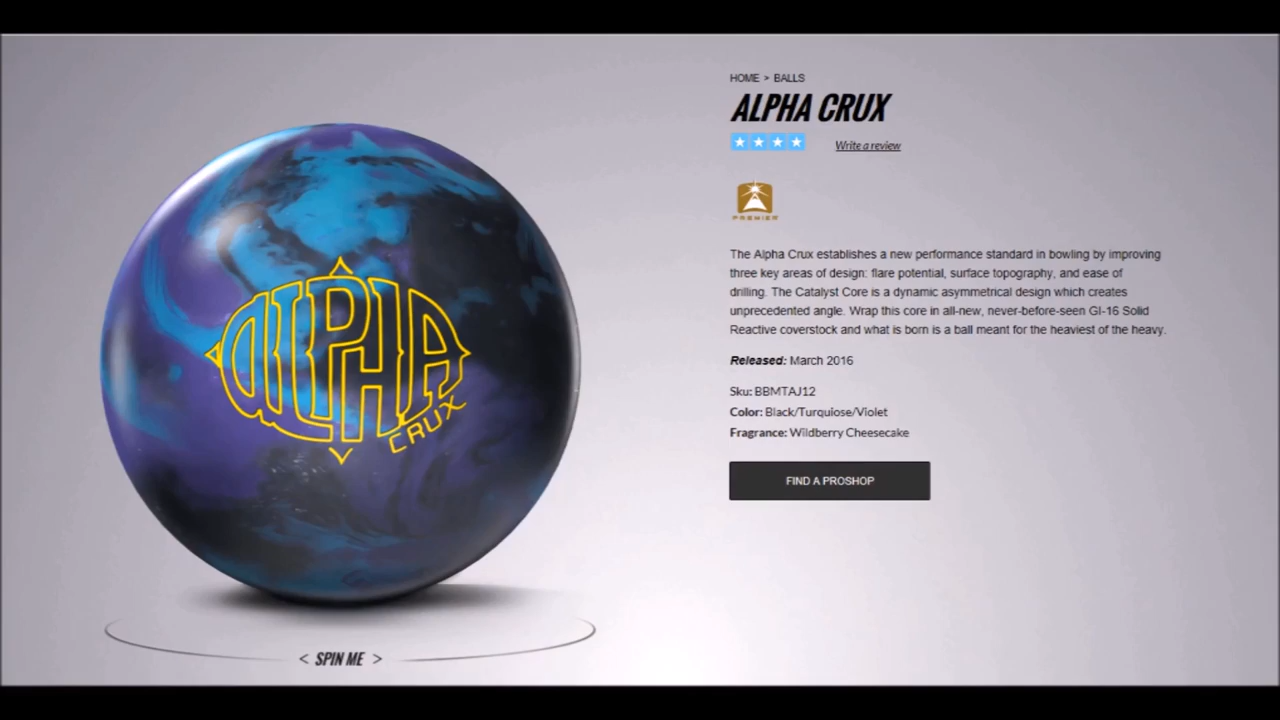 HOME > BALLS
ALPHA CRUX
Write a review
PREMIER
The Alpha Crux establishes a new performance standard in bowling by improving
three key areas of design: flare potential, surface topography, and ease of
drilling. The Catalyst Core is a dynamic asymmetrical design which creates
unprecedented angle. Wrap this core in all-new, never-before-seen GI-16 Solid
Reactive coverstock and what is born is a ball meant for the heaviest of the heavy.
Released: March 2016
Sku: BBMTAJ12
Color: Black/Turquiose/Violet
Fragrance: Wildberry Cheesecake
FIND A PROSHOP
ALPHA
CRUX
< SPIN ME >